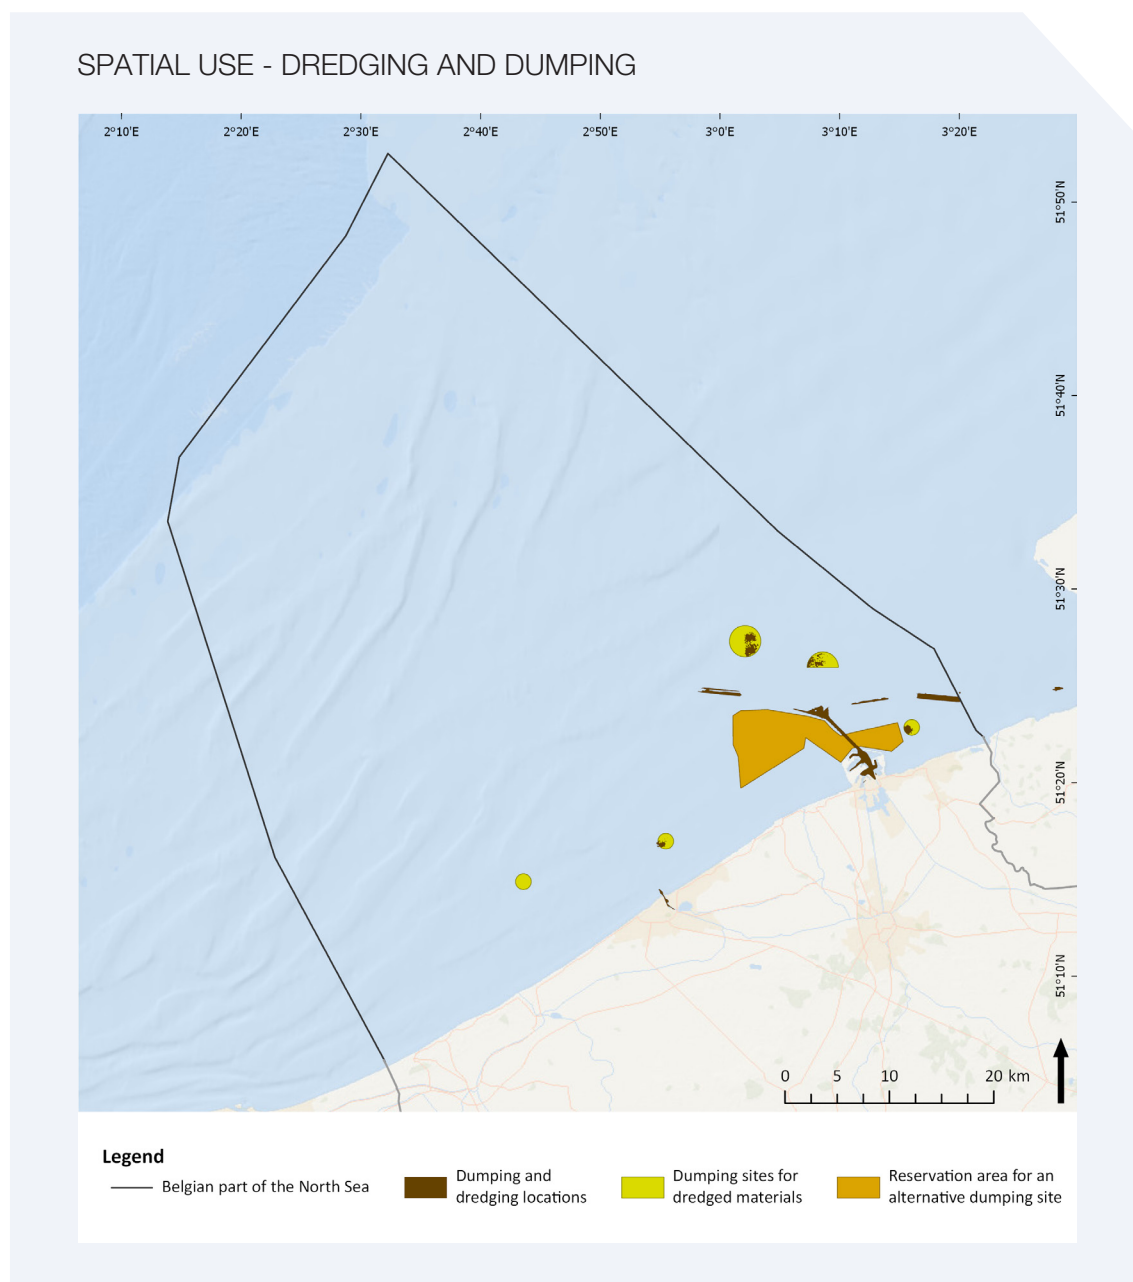 SPATIAL USE - DREDGING AND DUMPING
2°10'E 2°20'E 2°30'E 2°40'E 2°50'E 3°0'E 3°10'E 3°20'E
51°50'N
51°40'N
51°30'N
51°20'N
51°10'N
0 5 10 20 km
Legend
Belgian part of the North Sea
Dumping and
dredging locations
Dumping sites for
dredged materials
Reservation area for an
alternative dumping site